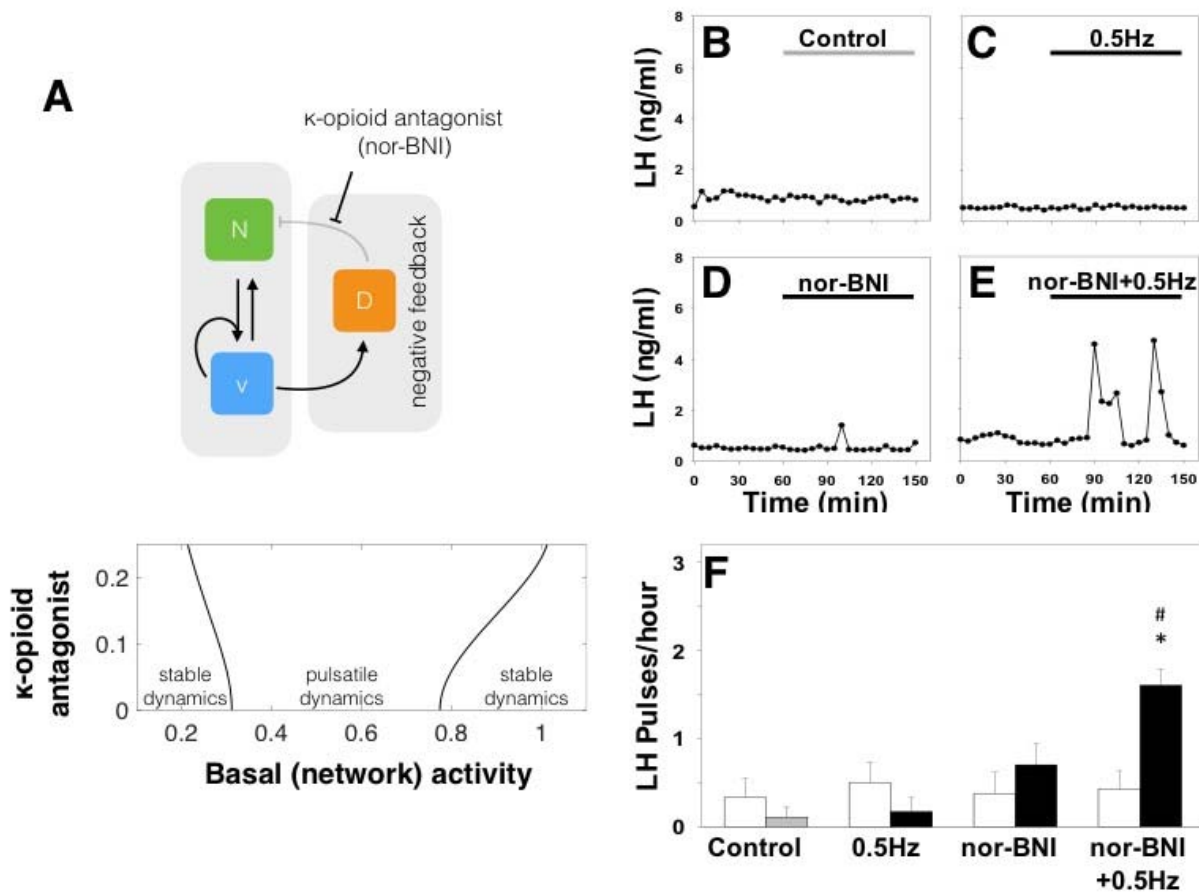 A
κ-opioid antagonist
(nor-BNI)
N
D
v
negative feedback
κ-opioid
antagonist
0.2
0.1
0
stable
dynamics
pulsatile
dynamics
stable
dynamics
0.2 0.4 0.6 0.8 1
Basal (network) activity
B
Control
LH (ng/ml)
8
6
4
2
0
C
0.5Hz
D
nor-BNI
LH (ng/ml)
8
6
4
2
0
0 30 60 90 120 150
Time (min)
E
nor-BNI+0.5Hz
0 30 60 90 120 150
Time (min)
F
LH Pulses/hour
3
2
1
0
#
*
Control
0.5Hz
nor-BNI
nor-BNI
+0.5Hz